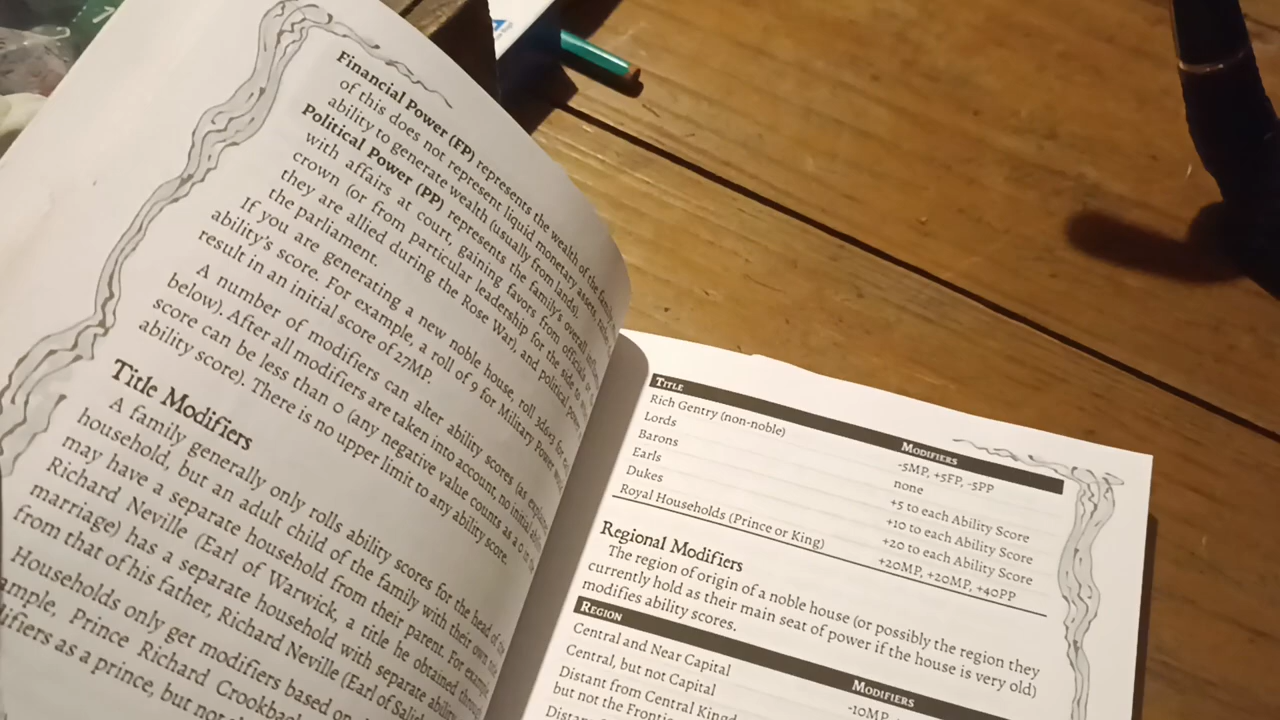 Financial Power (FP) represents the wealth of the
of this does not represent liquid monetary assets
ability to generate wealth (usually from lands).
Political Power (PP) represents the family's overall
with affairs at court, gaining favors from officials
crown (or from particular leadership for the side
they are allied during the Rose War), and political
the parliament.
If you are generating a new noble house, roll 3d6x3 for
ability's score. For example, a roll of 9 for Military Power
result in an initial score of 27MP.
A number of modifiers can alter ability scores (as
below). After all modifiers are taken into account, no initial
score can be less than 0 (any negative value counts as a 0
ability score). There is no upper limit to any ability score.
Title Modifiers
A family generally only rolls ability scores for the head of
household, but an adult child of the family with their own
may have a separate household from their parent. For
Richard Neville (Earl of Warwick, a title he obtained
marriage) has a separate household with separate
from that of his father, Richard Neville (Earl of
Households only get modifiers based on
Prince Richard
as a prince, but not
TITLE MODIFIERS
Rich Gentry (non-noble) -5MP, +5FP, -5PP
Lords none
Barons +5 to each Ability Score
Earls +10 to each Ability Score
Dukes +20 to each Ability Score
Royal Households (Prince or King) +20MP, +20MP, +40PP
Regional Modifiers
The region of origin of a noble house (or possibly the region they
currently hold as their main seat of power if the house is very old)
modifies ability scores.
REGION MODIFIERS
Central and Near Capital -10MP,
Central, but not Capital
Distant from Central
but not the